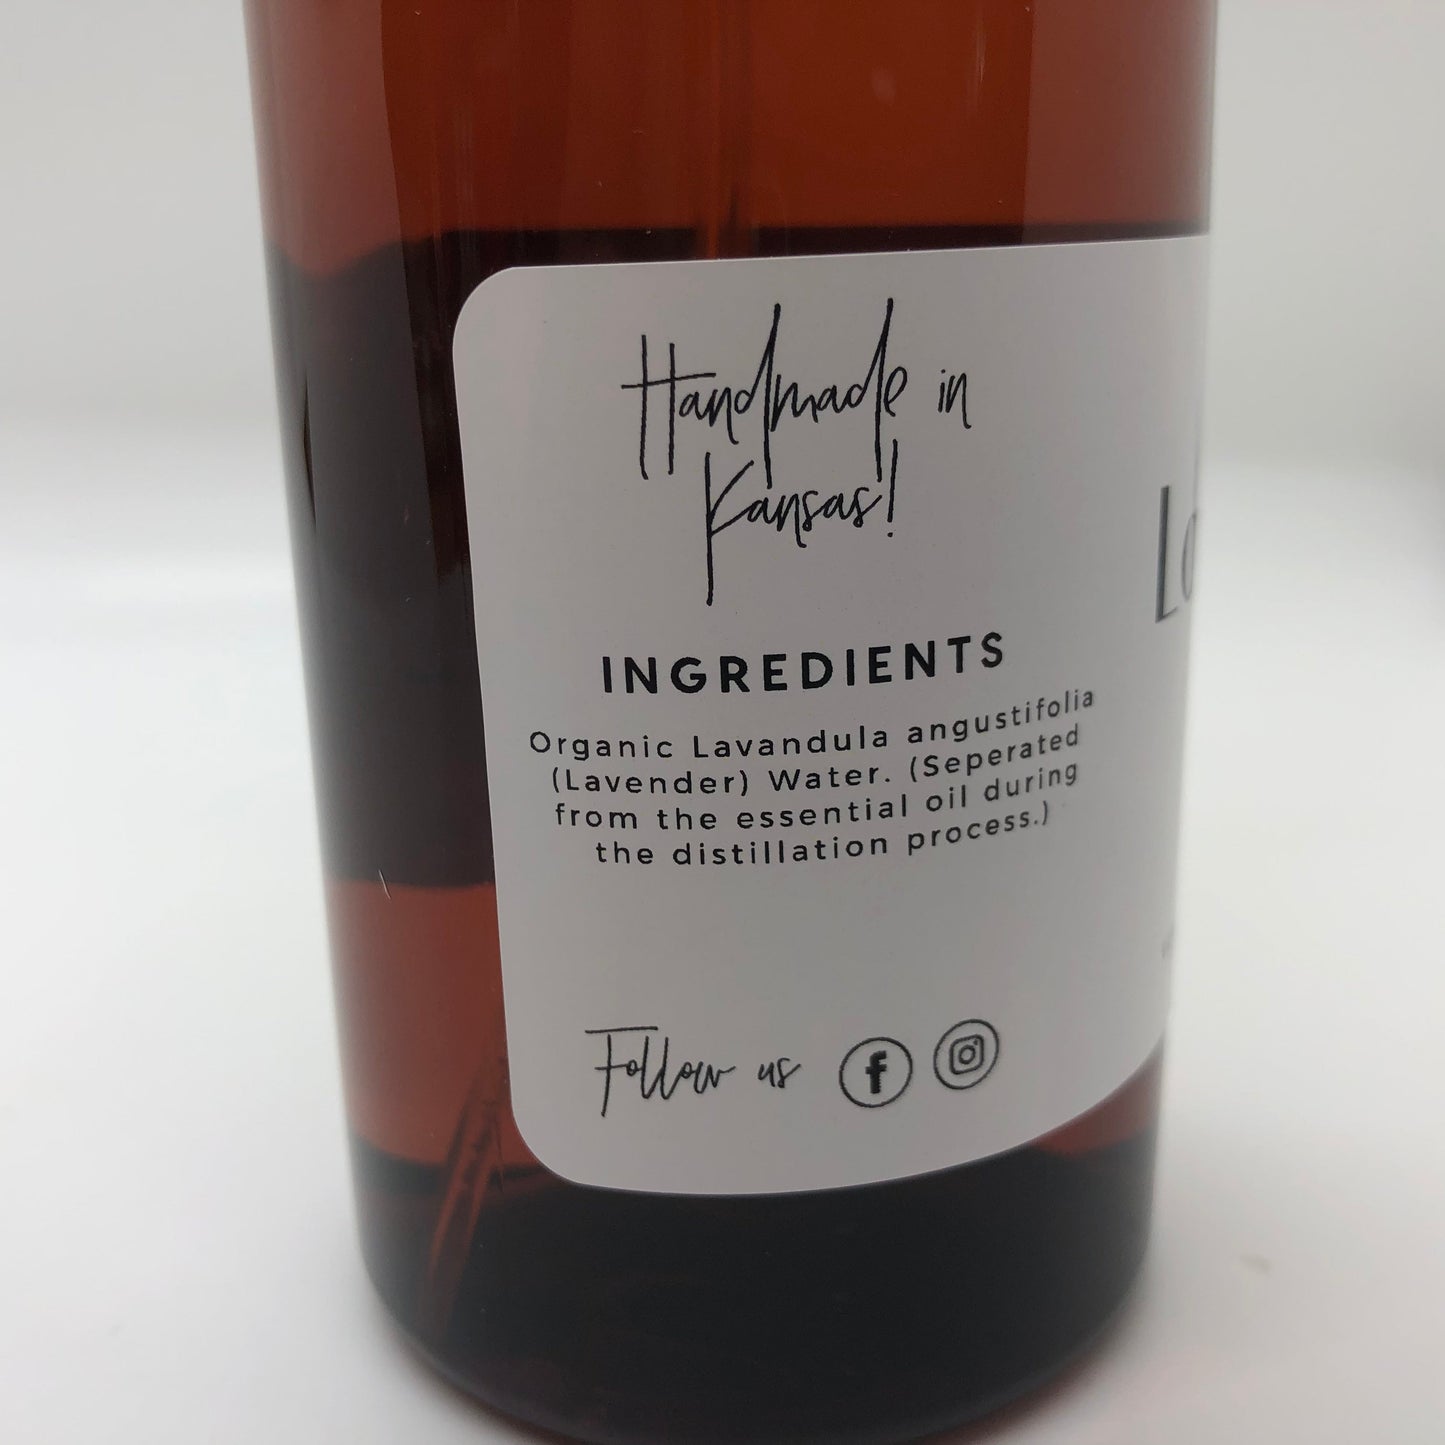 Handmade in
Kansas!
INGREDIENTS
Organic Lavandula angustifolia
(Lavender) Water. (Seperated
from the essential oil during
the distillation process.)
Follow us